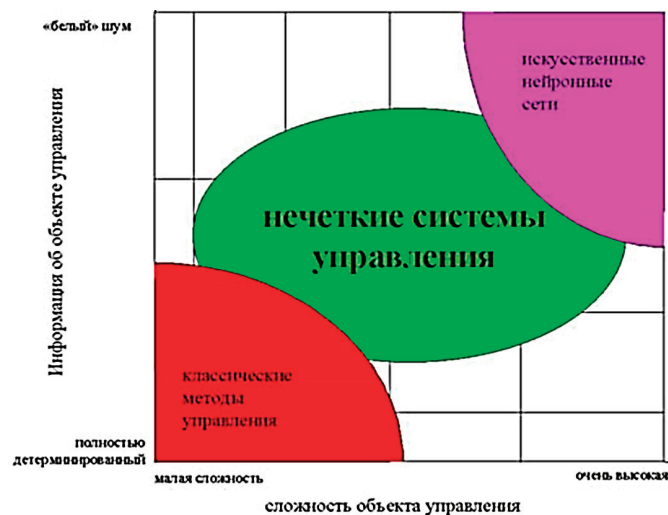 «белый» шум
Информация об объекте управления
искусственные
нейронные
сети
нечеткие системы
управления
классические
методы
управления
полностью
детерминированный
малая сложность
очень высокая
сложность объекта управления